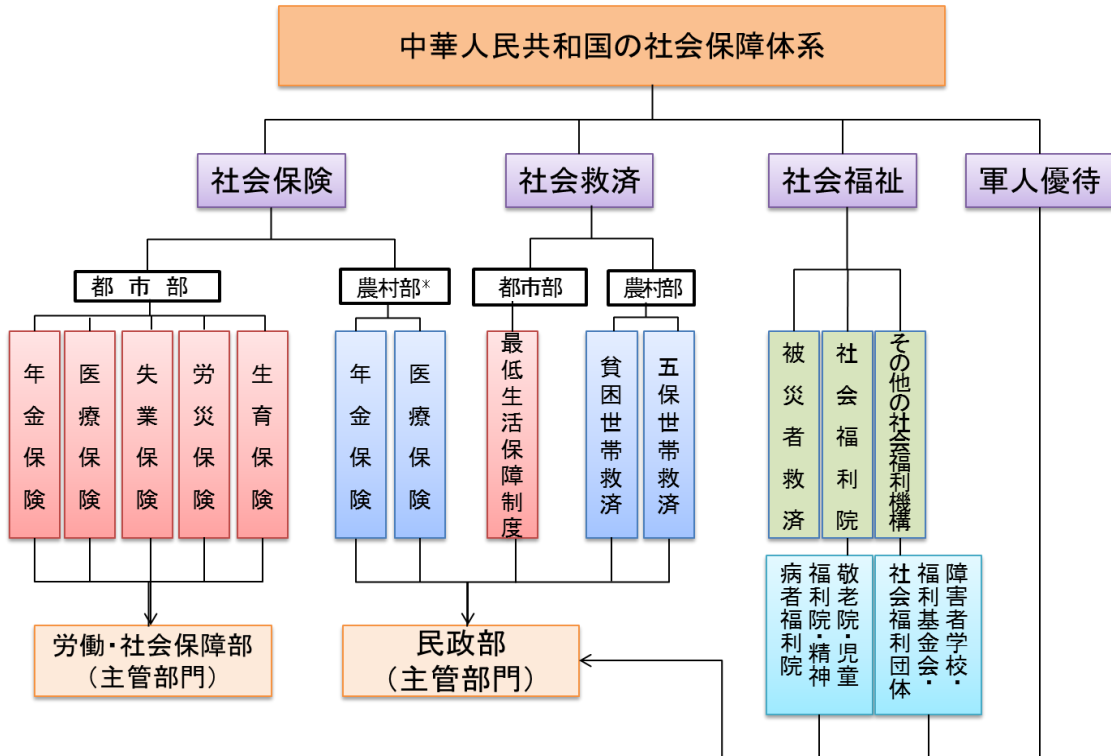 中華人民共和国の社会保障体系
社会保険
社会救済
社会福祉
軍人優待
都市部
農村部*
都市部
農村部
年金保険
医療保険
失業保険
労災保険
生育保険
年金保険
医療保険
最低生活保障制度
貧困世帯救済
五保世帯救済
被災者救済
社会福利院
その他の社会福利機構
敬老院・児童
福利院・精神
病者福利院
障害者学校・
福利基金会・
社会福利団体
労働・社会保障部
(主管部門)
民政部
(主管部門)